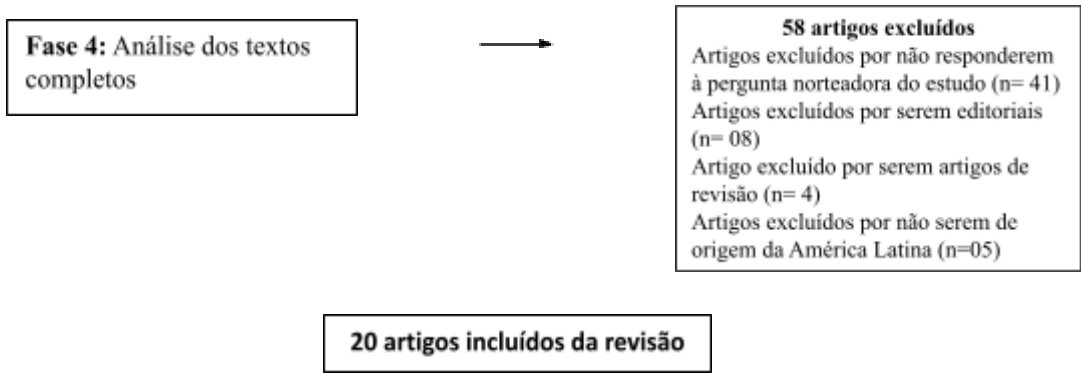 Fase 4: Análise dos textos
completos
58 artigos excluídos
Artigos excluídos por não responderem
à pergunta norteadora do estudo (n= 41)
Artigos excluídos por serem editoriais
(n= 08)
Artigo excluído por serem artigos de
revisão (n= 4)
Artigos excluídos por não serem de
origem da América Latina (n=05)
20 artigos incluídos da revisão